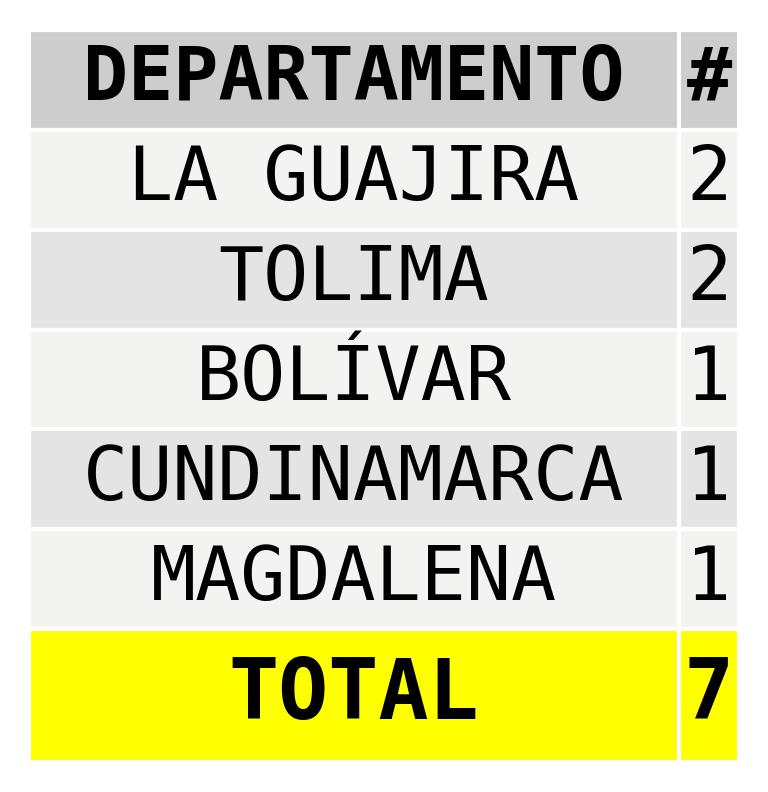 DEPARTAMENTO #
LA GUAJIRA 2
TOLIMA 2
BOLÍVAR 1
CUNDINAMARCA 1
MAGDALENA 1
TOTAL 7